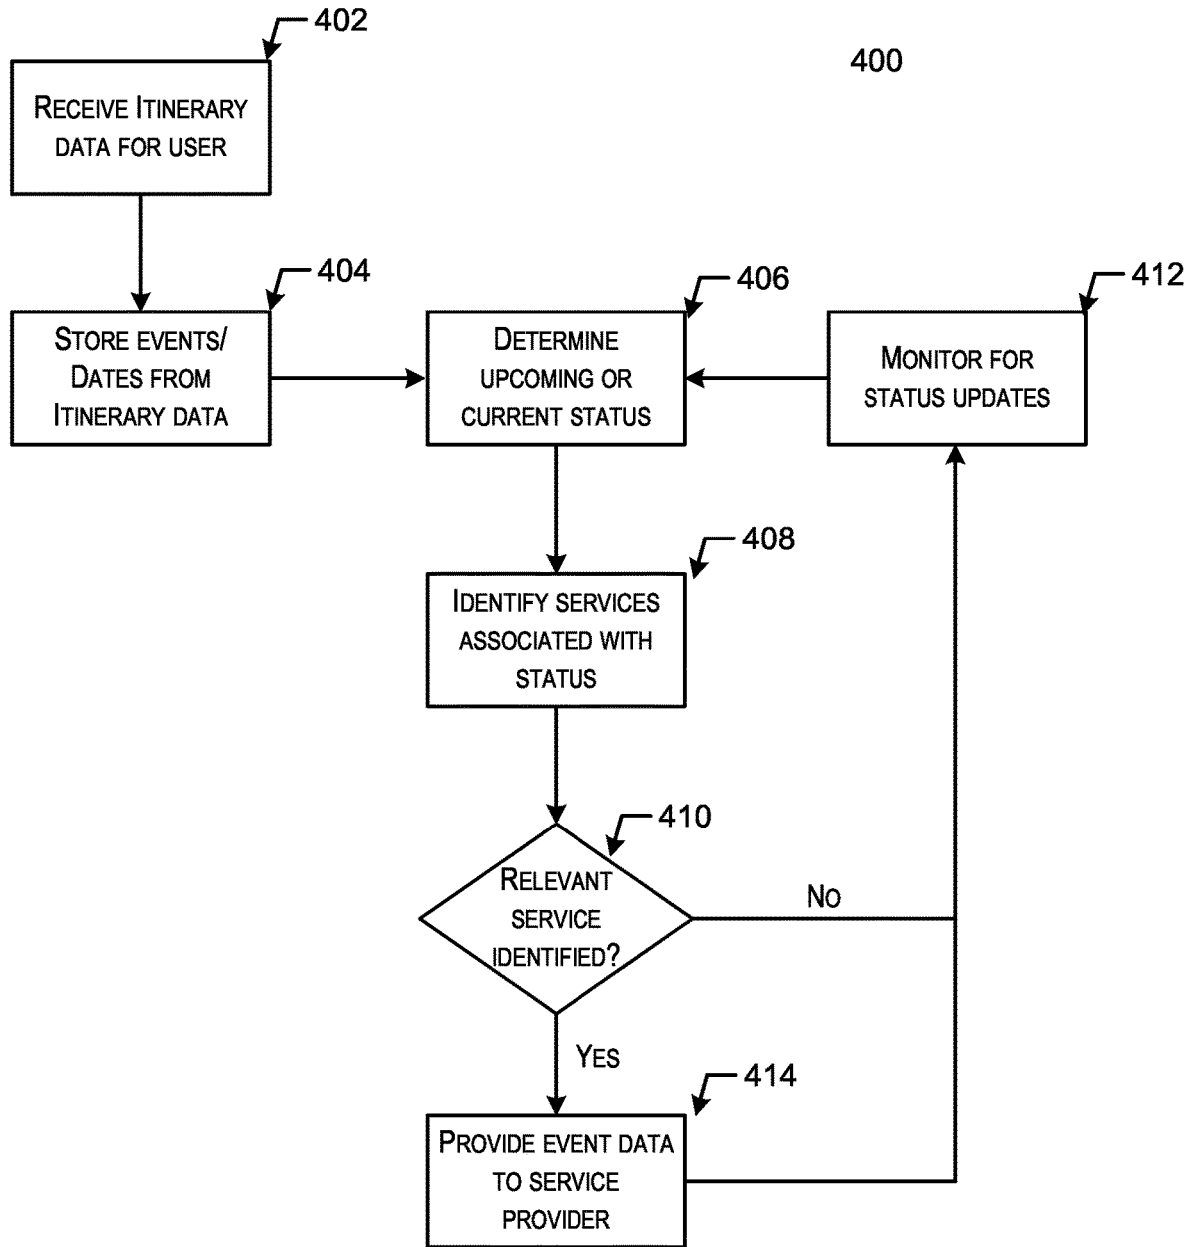 402
400
RECEIVE ITINERARY
DATA FOR USER
404
406
412
STORE EVENTS/
DATES FROM
ITINERARY DATA
DETERMINE
UPCOMING OR
CURRENT STATUS
MONITOR FOR
STATUS UPDATES
408
IDENTIFY SERVICES
ASSOCIATED WITH
STATUS
410
RELEVANT
SERVICE
IDENTIFIED?
NO
YES
414
PROVIDE EVENT DATA
TO SERVICE
PROVIDER